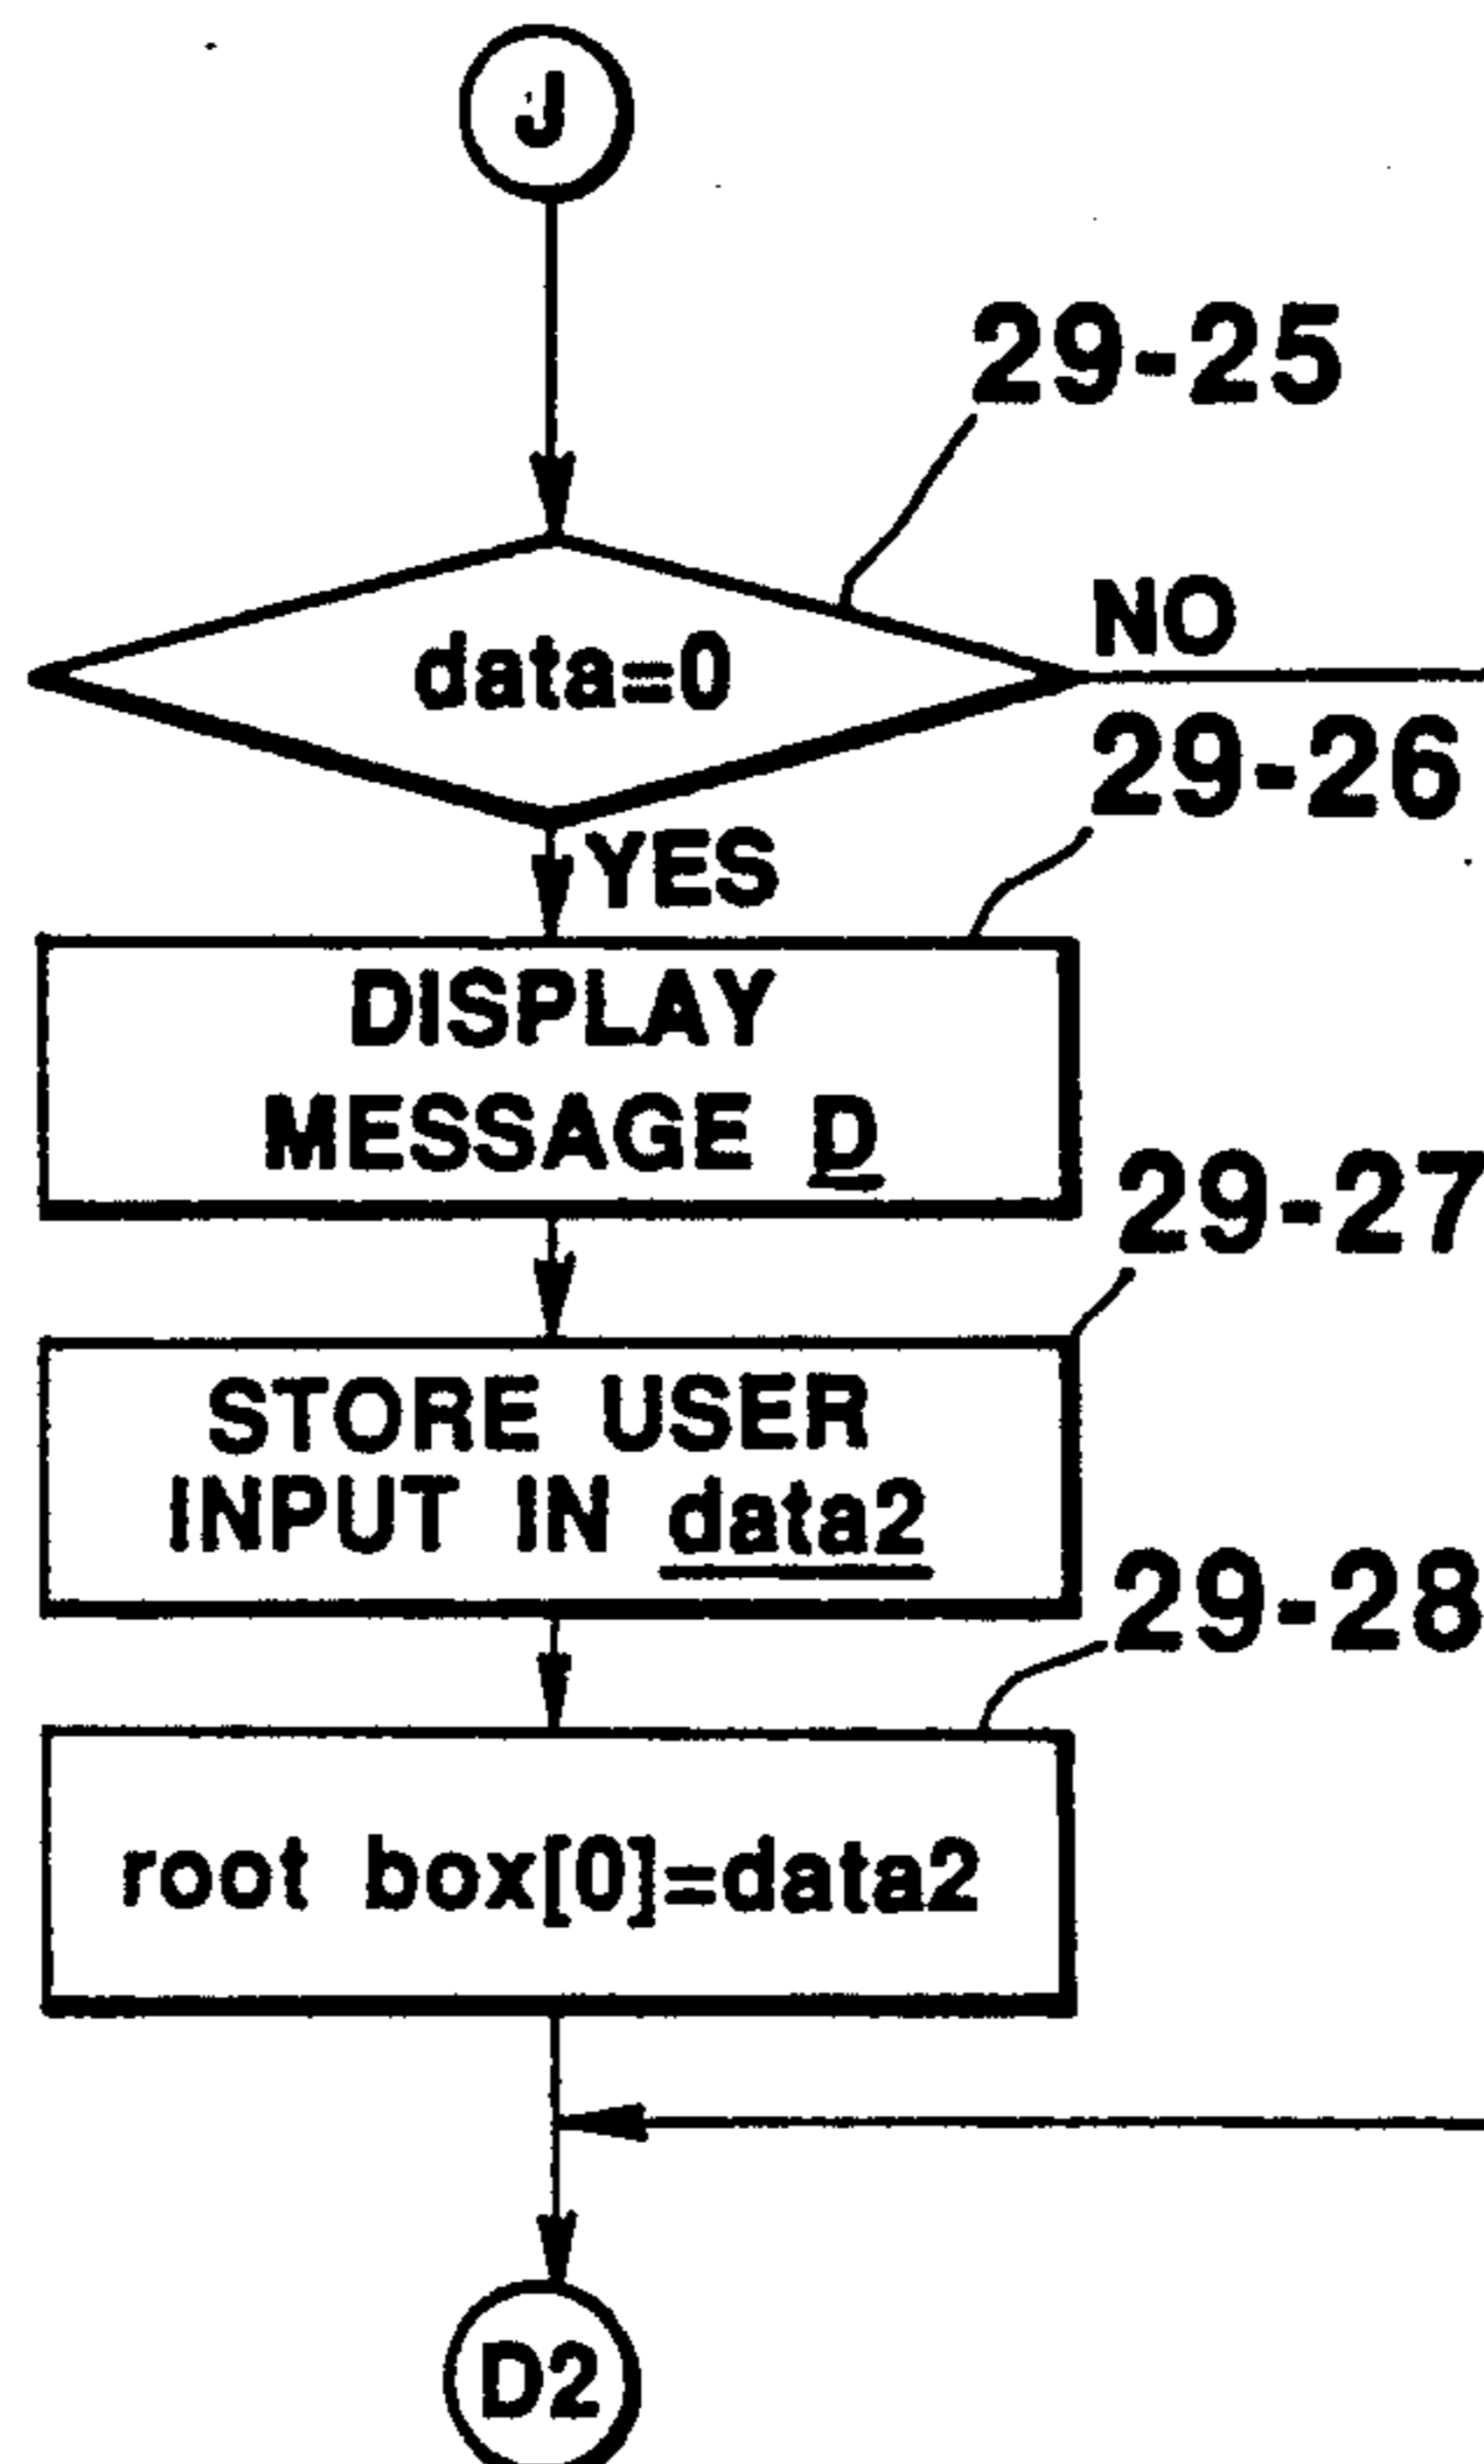 J
29-25
data=0
NO
29-26
YES
DISPLAY
MESSAGE D
29-27
STORE USER
INPUT IN data2
29-28
root box[0]=data2
D2